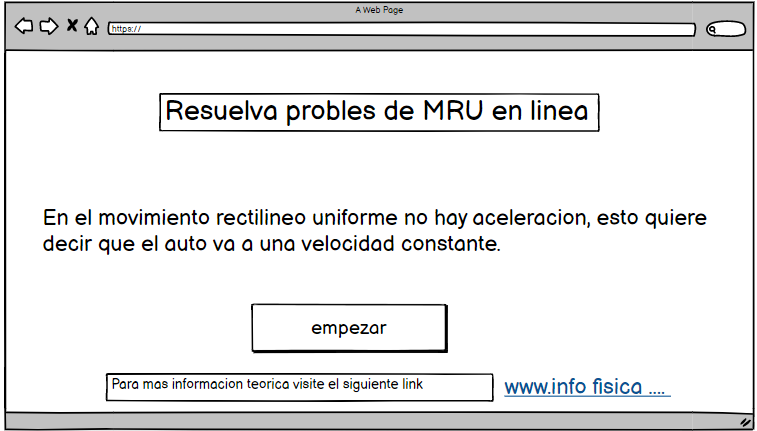 A Web Page
https://
Resuelva probles de MRU en linea
En el movimiento rectilineo uniforme no hay aceleracion, esto quiere
decir que el auto va a una velocidad constante.
empezar
Para mas informacion teorica visite el siguiente link
www.info fisica ....